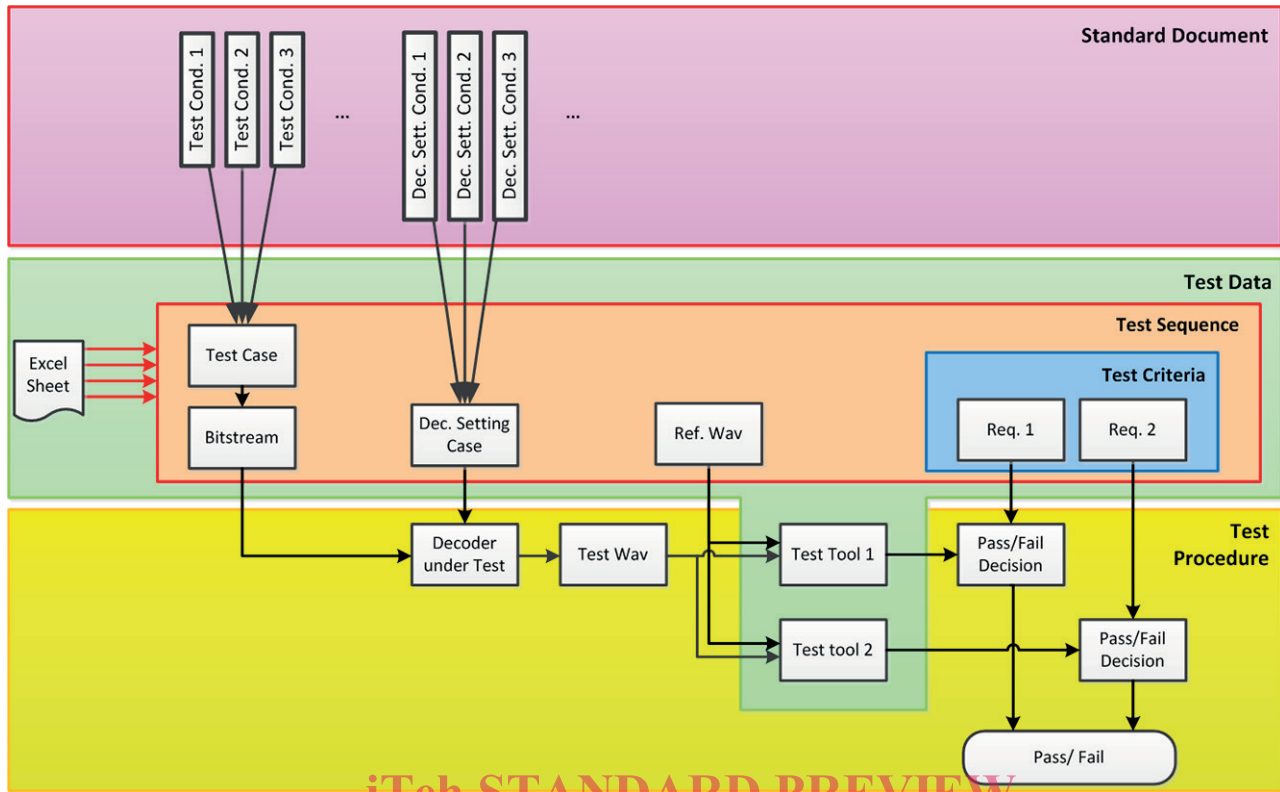 Standard Document
Test Cond. 1
Test Cond. 2
Test Cond. 3
...
Dec. Sett. Cond. 1
Dec. Sett. Cond. 2
Dec. Sett. Cond. 3
...
Test Data
Test Sequence
Excel
Sheet
Test Case
Test Criteria
Bitstream
Dec. Setting
Case
Ref. Wav
Req. 1
Req. 2
Test
Procedure
Decoder
under Test
Test Wav
Test Tool 1
Pass/Fail
Decision
Test tool 2
Pass/Fail
Decision
Pass/ Fail
iTeh STANDARD PREVIEW